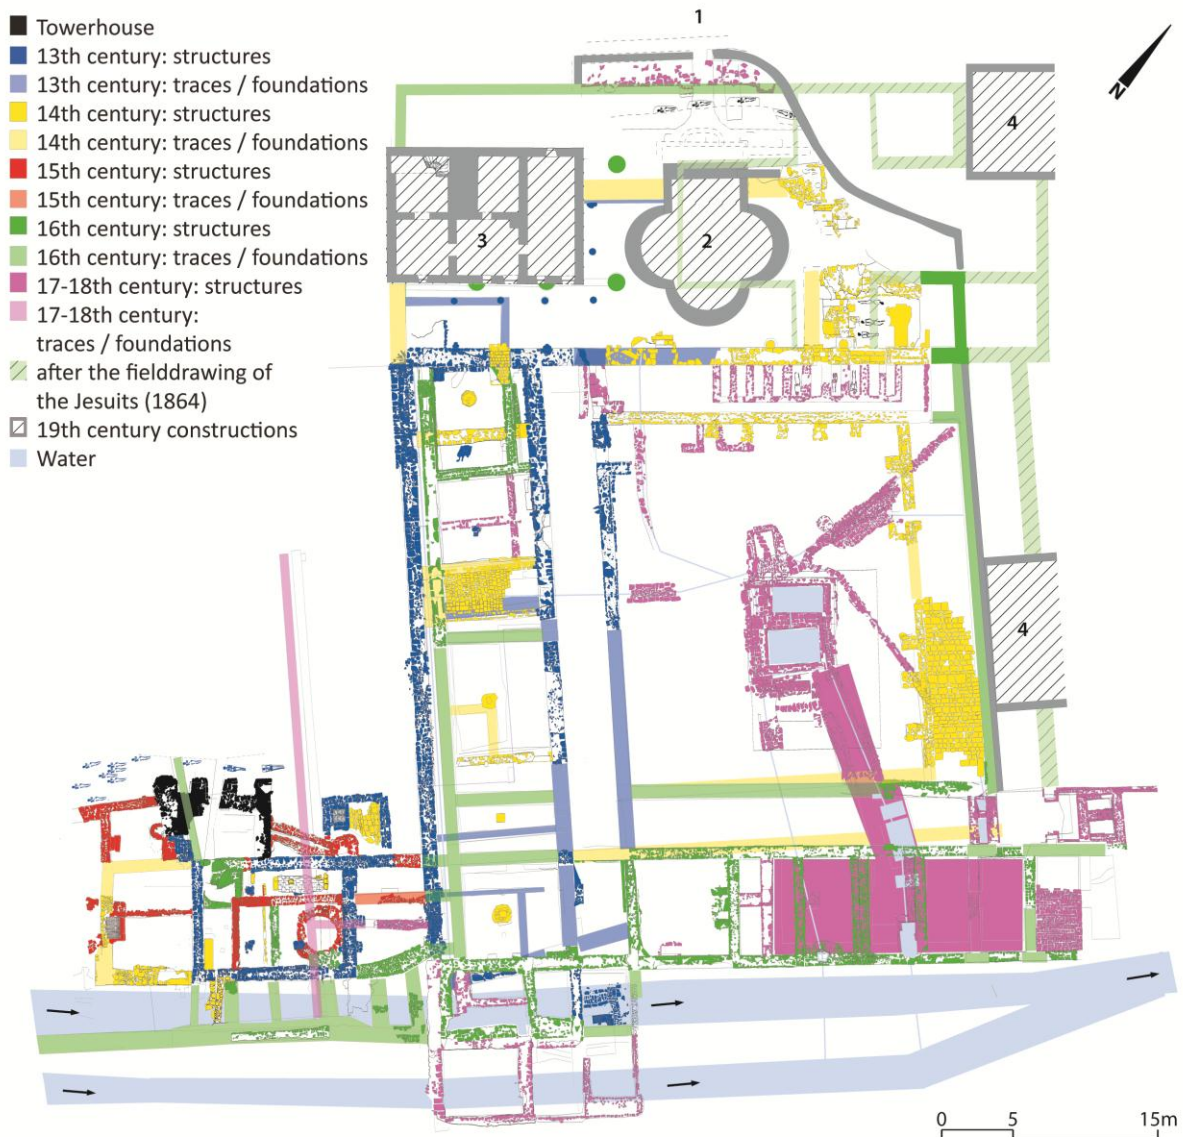 1
Towerhouse
13th century: structures
13th century: traces / foundations
14th century: structures
14th century: traces / foundations
15th century: structures
15th century: traces / foundations
16th century: structures
16th century: traces / foundations
17-18th century: structures
17-18th century:
traces / foundations
after the fielddrawing of
the Jesuits (1864)
19th century constructions
Water
N
4
3
2
4
0 5 15m